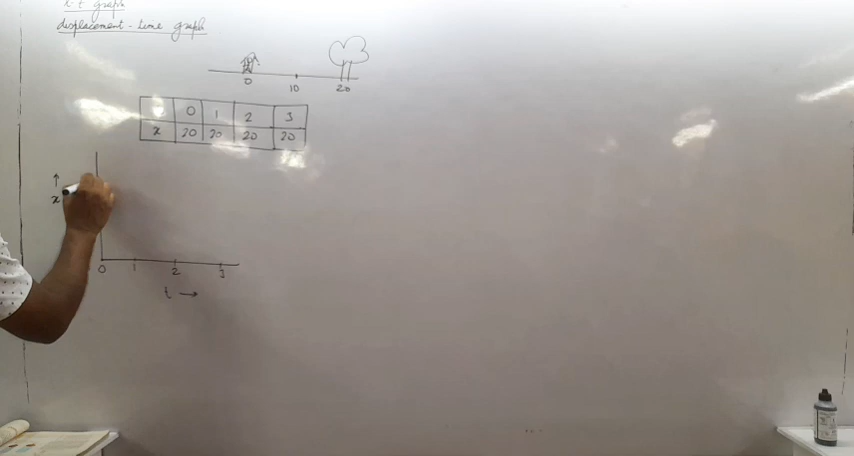 x-t graph
displacement-time graph
0 10 20
0 1 2 3
x 20 20 20 20
↑
x
0 1 2 3
t →